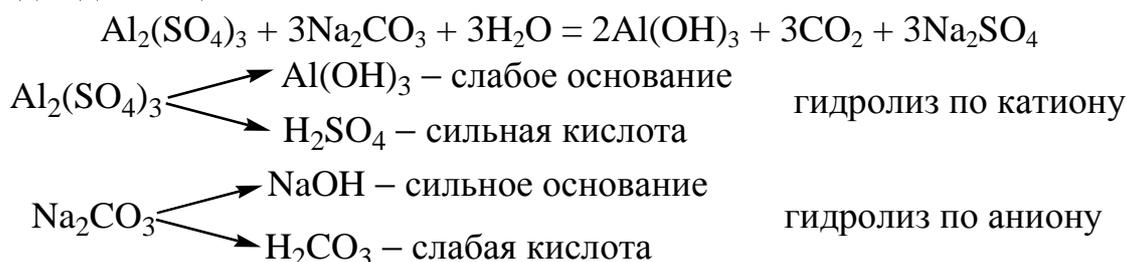 Al₂(SO₄)₃ + 3Na₂CO₃ + 3H₂O = 2Al(OH)₃ + 3CO₂ + 3Na₂SO₄
Al(OH)₃ – слабое основание
Al₂(SO₄)₃ гидролиз по катиону
H₂SO₄ – сильная кислота
NaOH – сильное основание
Na₂CO₃ гидролиз по аниону
H₂CO₃ – слабая кислота